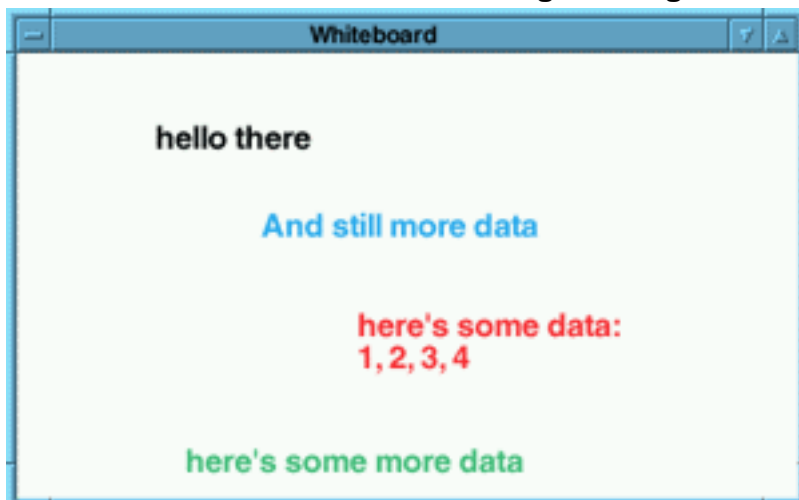 Whiteboard
hello there
And still more data
here's some data:
1, 2, 3, 4
here's some more data